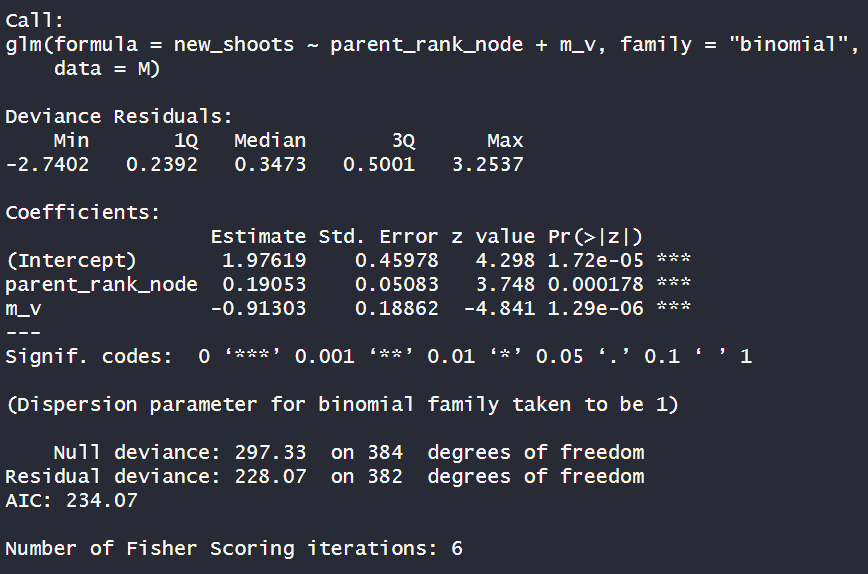 Call:
glm(formula = new_shoots ~ parent_rank_node + m_v, family = "binomial",
    data = M)
Deviance Residuals:
    Min       1Q   Median       3Q      Max
-2.7402   0.2392   0.3473   0.5001   3.2537
Coefficients:
                 Estimate Std. Error z value Pr(>|z|)
(Intercept)       1.97619    0.45978   4.298 1.72e-05 ***
parent_rank_node  0.19053    0.05083   3.748 0.000178 ***
m_v              -0.91303    0.18862  -4.841 1.29e-06 ***
---
Signif. codes:  0 ‘***’ 0.001 ‘**’ 0.01 ‘*’ 0.05 ‘.’ 0.1 ‘ ’ 1
(Dispersion parameter for binomial family taken to be 1)
    Null deviance: 297.33  on 384  degrees of freedom
Residual deviance: 228.07  on 382  degrees of freedom
AIC: 234.07
Number of Fisher Scoring iterations: 6